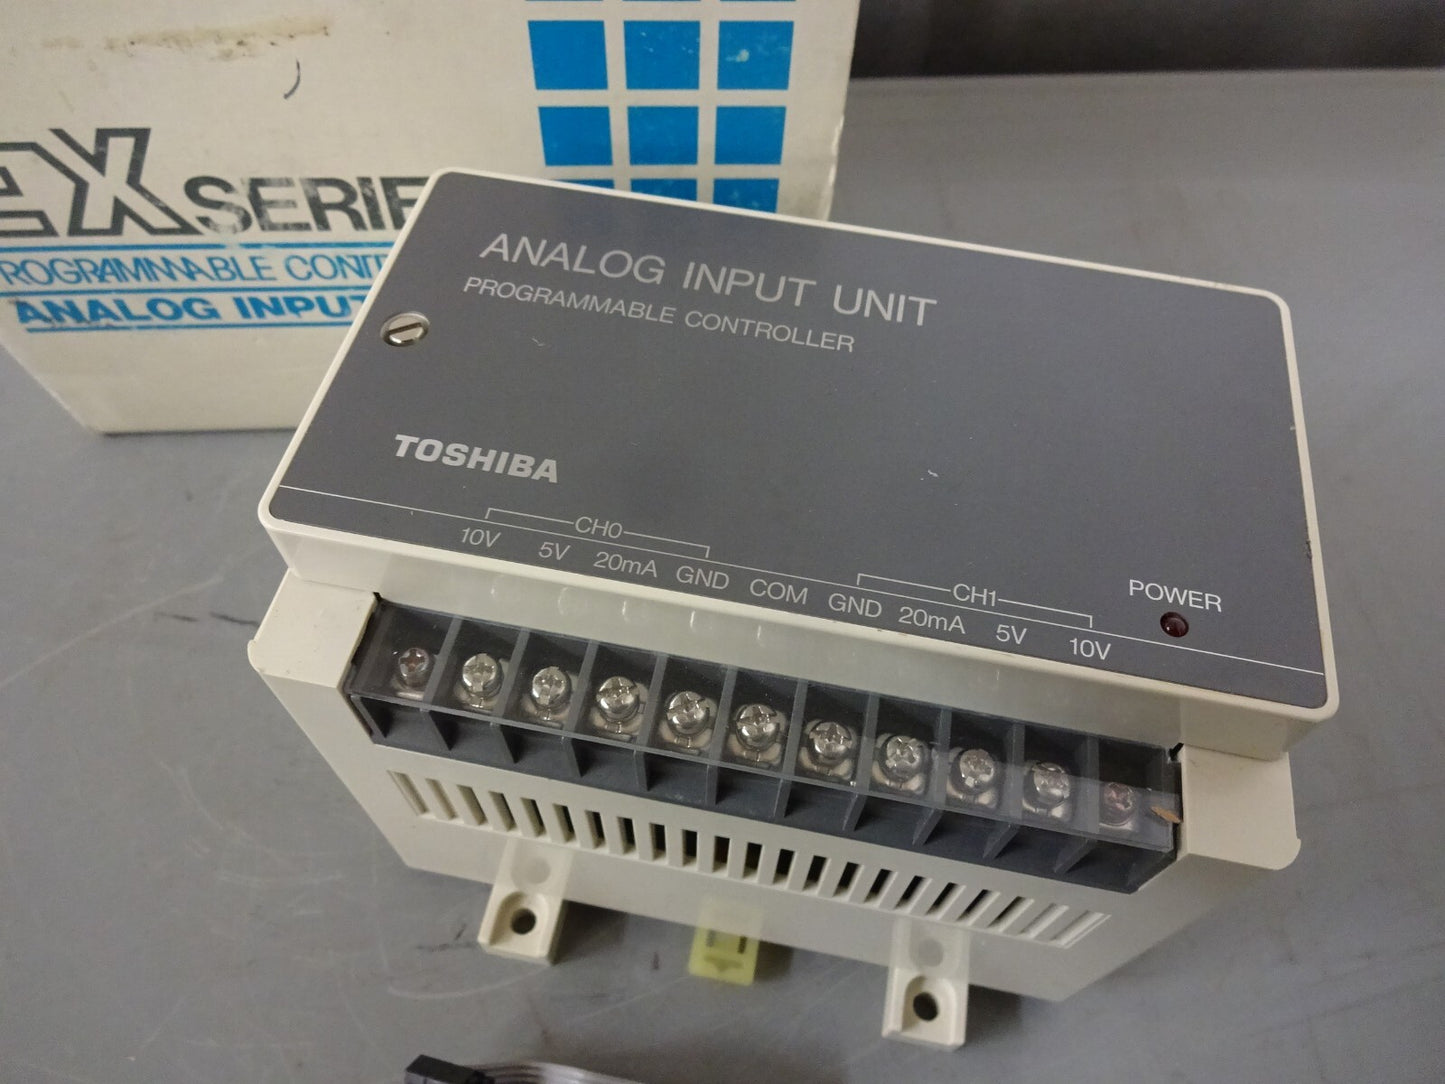 eX SERIE
ROGRAMMABLE CONT
ANALOG INPUT
ANALOG INPUT UNIT
PROGRAMMABLE CONTROLLER
TOSHIBA
CH0
10V 5V 20mA GND COM GND 20mA 5V 10V
CH1
POWER